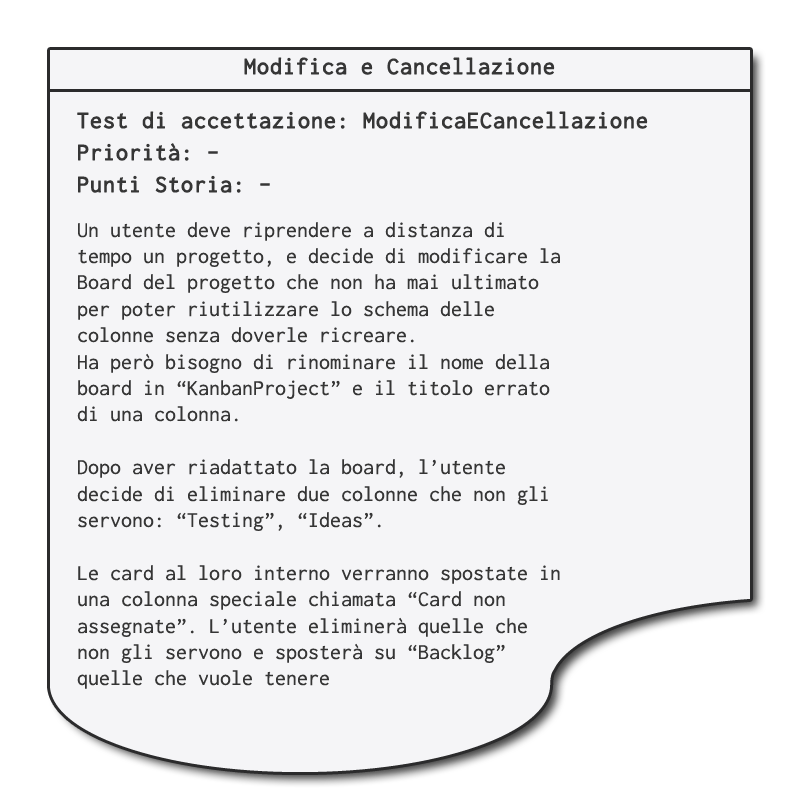 Modifica e Cancellazione
Test di accettazione: ModificaECancellazione
Priorità: -
Punti Storia: -
Un utente deve riprendere a distanza di
tempo un progetto, e decide di modificare la
Board del progetto che non ha mai ultimato
per poter riutilizzare lo schema delle
colonne senza doverle ricreare.
Ha però bisogno di rinominare il nome della
board in “KanbanProject” e il titolo errato
di una colonna.
Dopo aver riadattato la board, l’utente
decide di eliminare due colonne che non gli
servono: “Testing”, “Ideas”.
Le card al loro interno verranno spostate in
una colonna speciale chiamata “Card non
assegnate”. L’utente eliminerà quelle che
non gli servono e sposterà su “Backlog”
quelle che vuole tenere